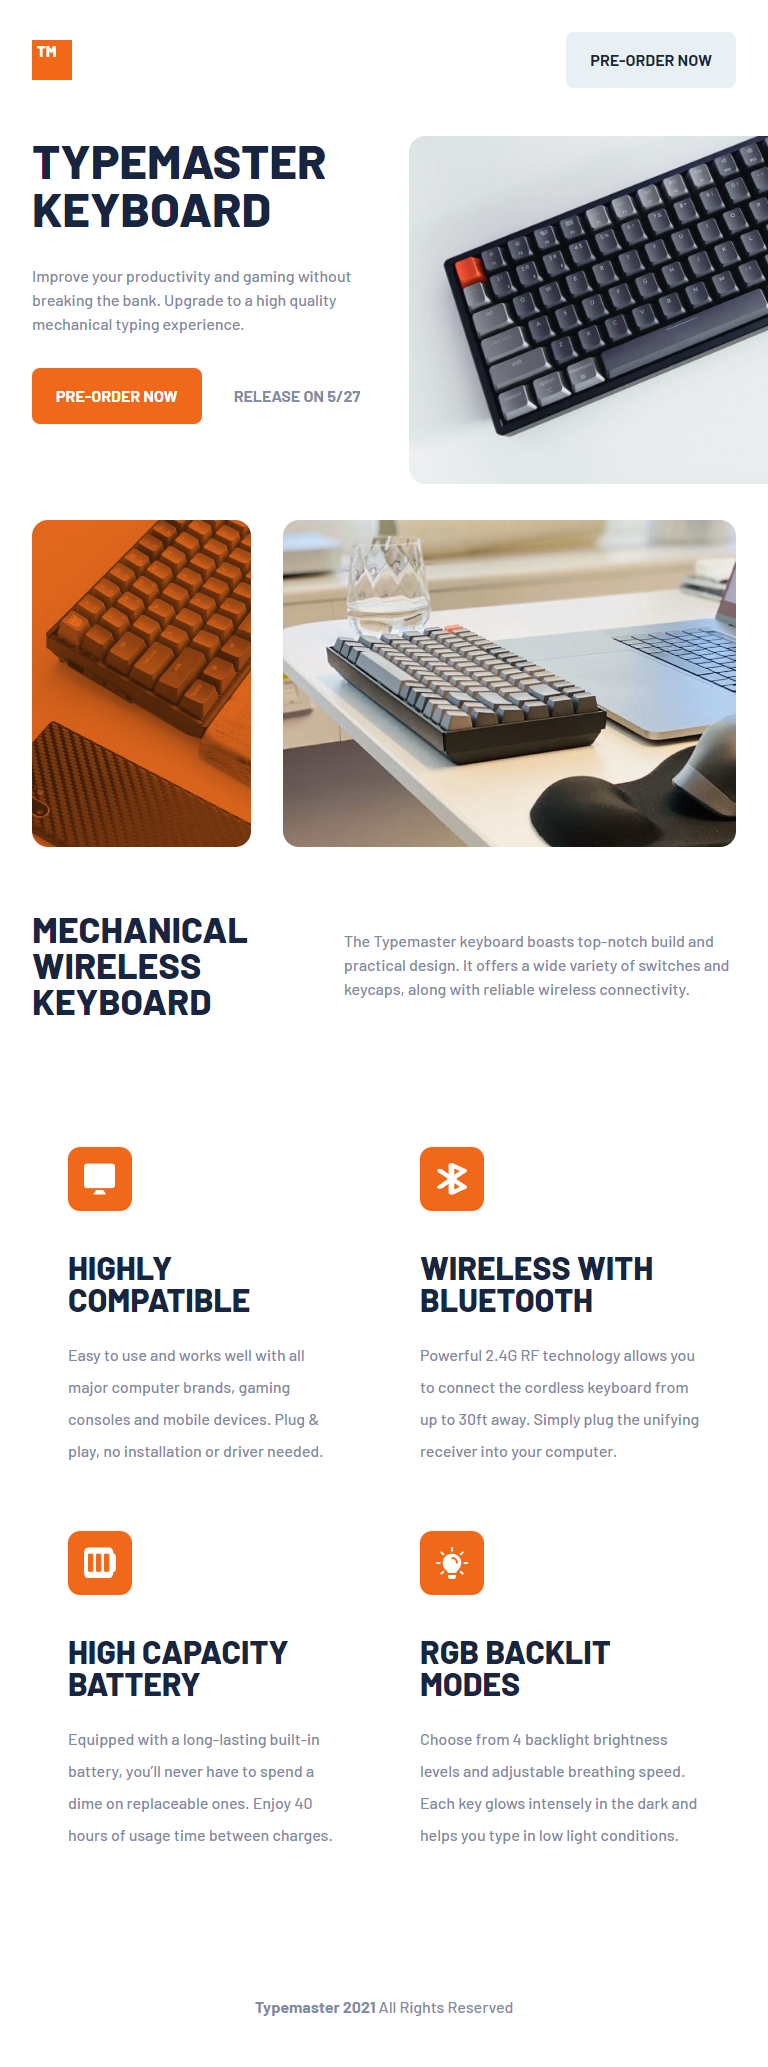 TM
PRE-ORDER NOW
TYPEMASTER
KEYBOARD
Improve your productivity and gaming without
breaking the bank. Upgrade to a high quality
mechanical typing experience.
PRE-ORDER NOW
RELEASE ON 5/27
MECHANICAL
WIRELESS
KEYBOARD
The Typemaster keyboard boasts top-notch build and
practical design. It offers a wide variety of switches and
keycaps, along with reliable wireless connectivity.
HIGHLY
COMPATIBLE
Easy to use and works well with all
major computer brands, gaming
consoles and mobile devices. Plug &
play, no installation or driver needed.
WIRELESS WITH
BLUETOOTH
Powerful 2.4G RF technology allows you
to connect the cordless keyboard from
up to 30ft away. Simply plug the unifying
receiver into your computer.
HIGH CAPACITY
BATTERY
Equipped with a long-lasting built-in
battery, you’ll never have to spend a
dime on replaceable ones. Enjoy 40
hours of usage time between charges.
RGB BACKLIT
MODES
Choose from 4 backlight brightness
levels and adjustable breathing speed.
Each key glows intensely in the dark and
helps you type in low light conditions.
Typemaster 2021 All Rights Reserved